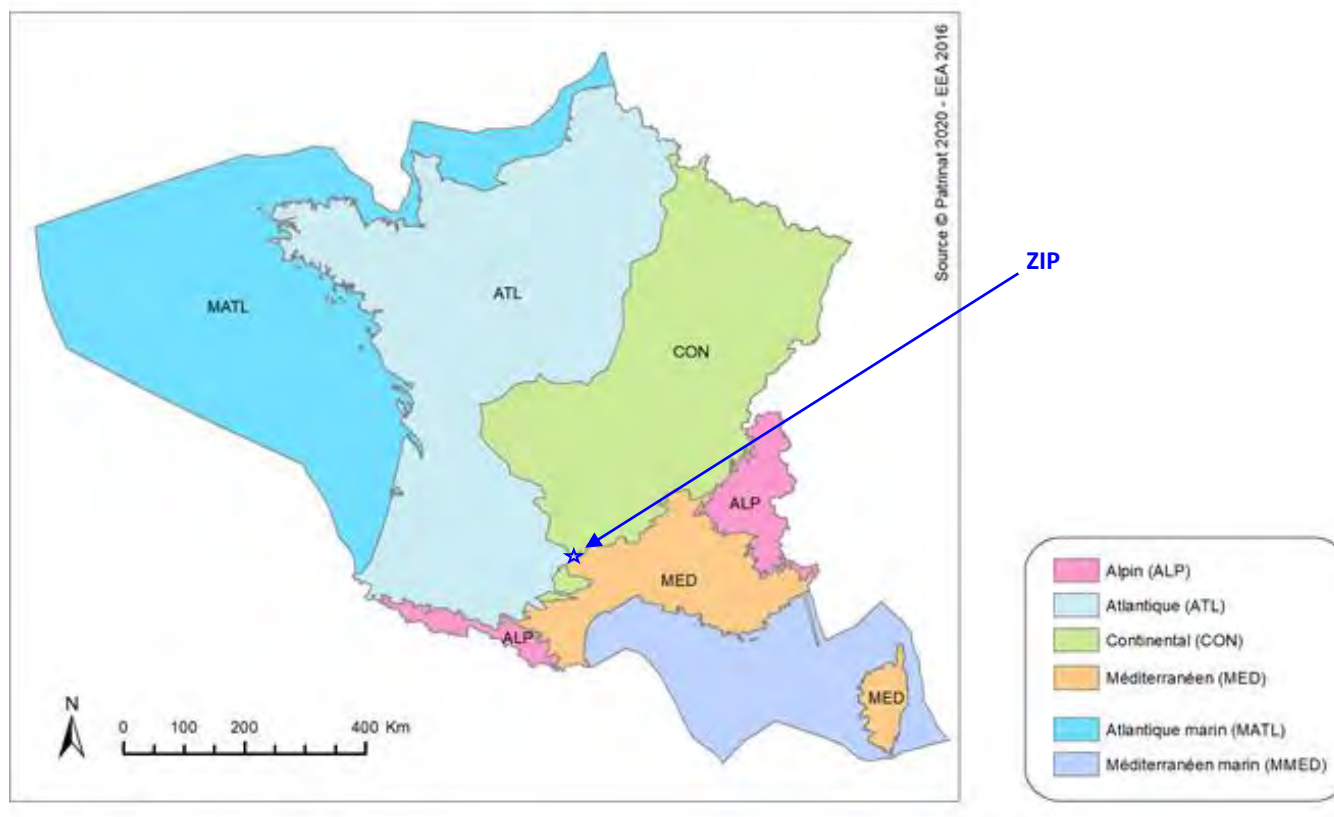 Source © Patrinat 2020 - EEA 2016
ZIP
MATL
ATL
CON
ALP
MED
ALP
MED
N
0 100 200 400 Km
Alpin (ALP)
Atlantique (ATL)
Continental (CON)
Méditerranéen (MED)
Atlantique marin (MATL)
Méditerranéen marin (MMED)